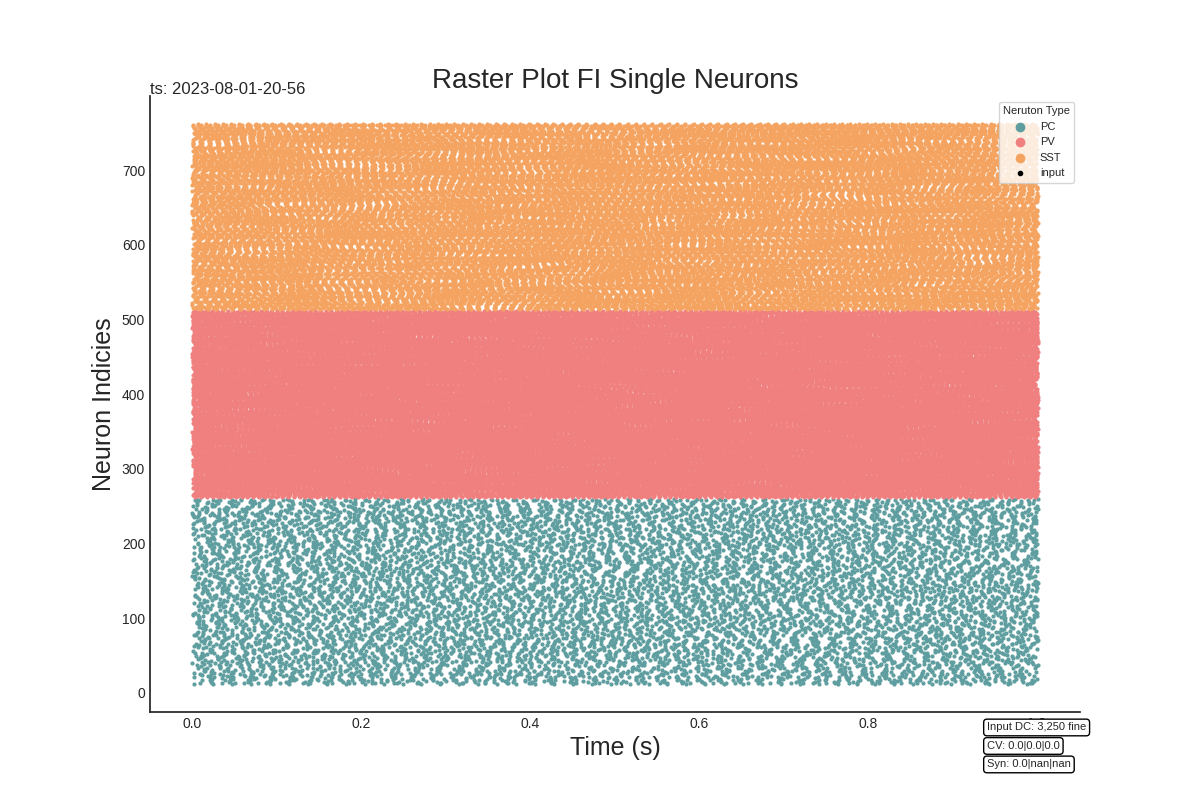 Raster Plot FI Single Neurons
ts: 2023-08-01-20-56
Neruton Type
PC
PV
SST
input
Neuron Indicies
700
600
500
400
300
200
100
0
0.0
0.2
0.4
0.6
0.8
Time (s)
Input DC: 3,250 fine
CV: 0.0|0.0|0.0
Syn: 0.0|nan|nan